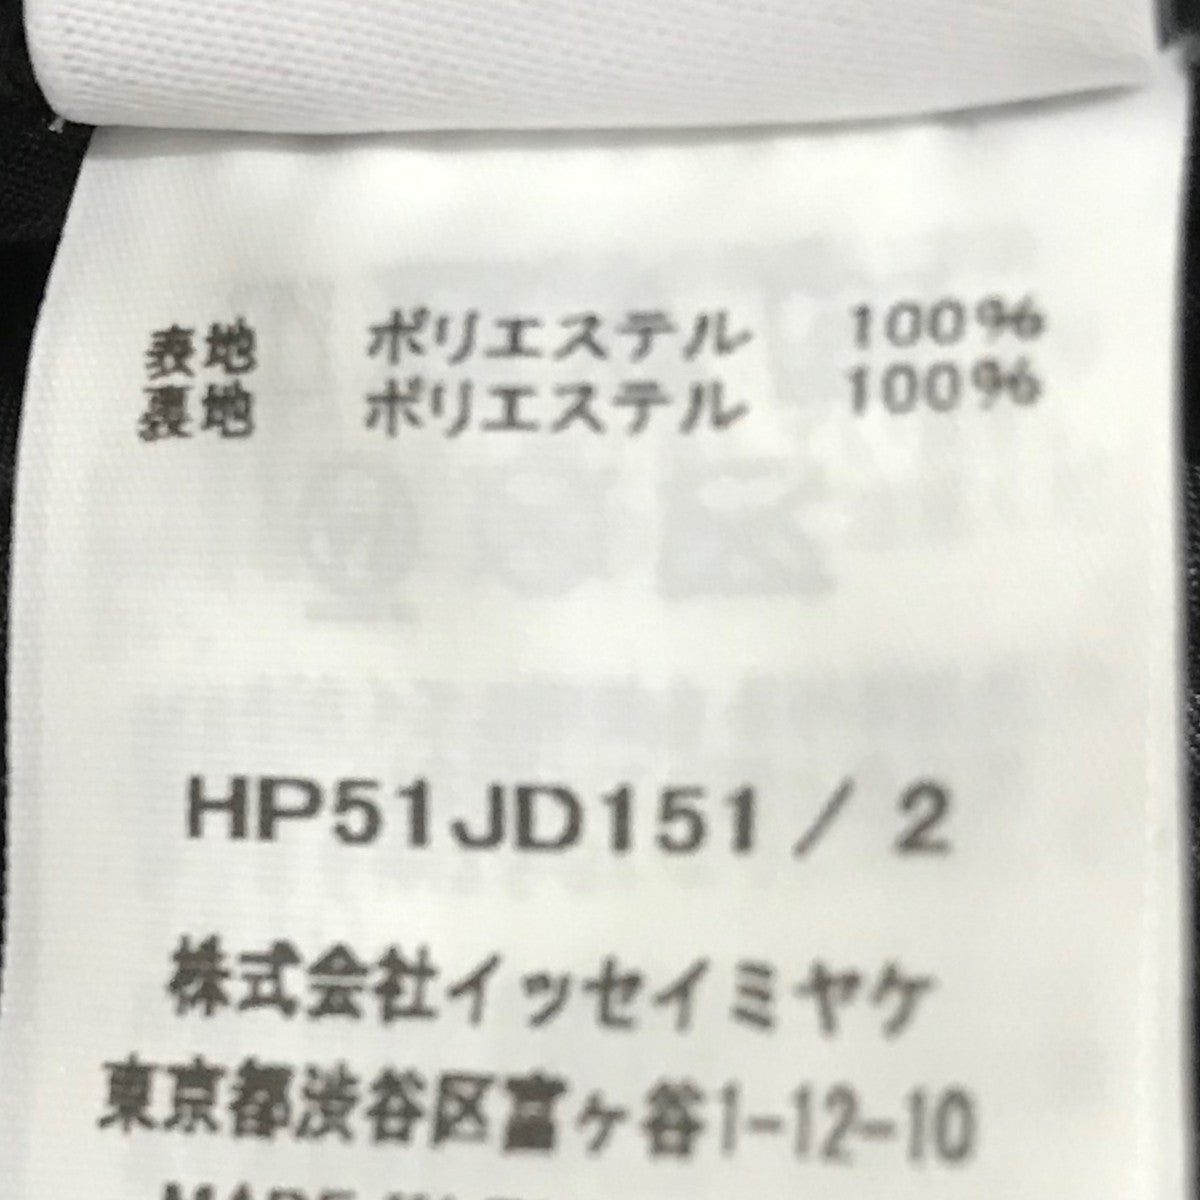 表地 ポリエステル 100%
裏地 ポリエステル 100%
HP51JD151 / 2
株式会社イッセイミヤケ
東京都渋谷区富ヶ谷1-12-10
MADE IN